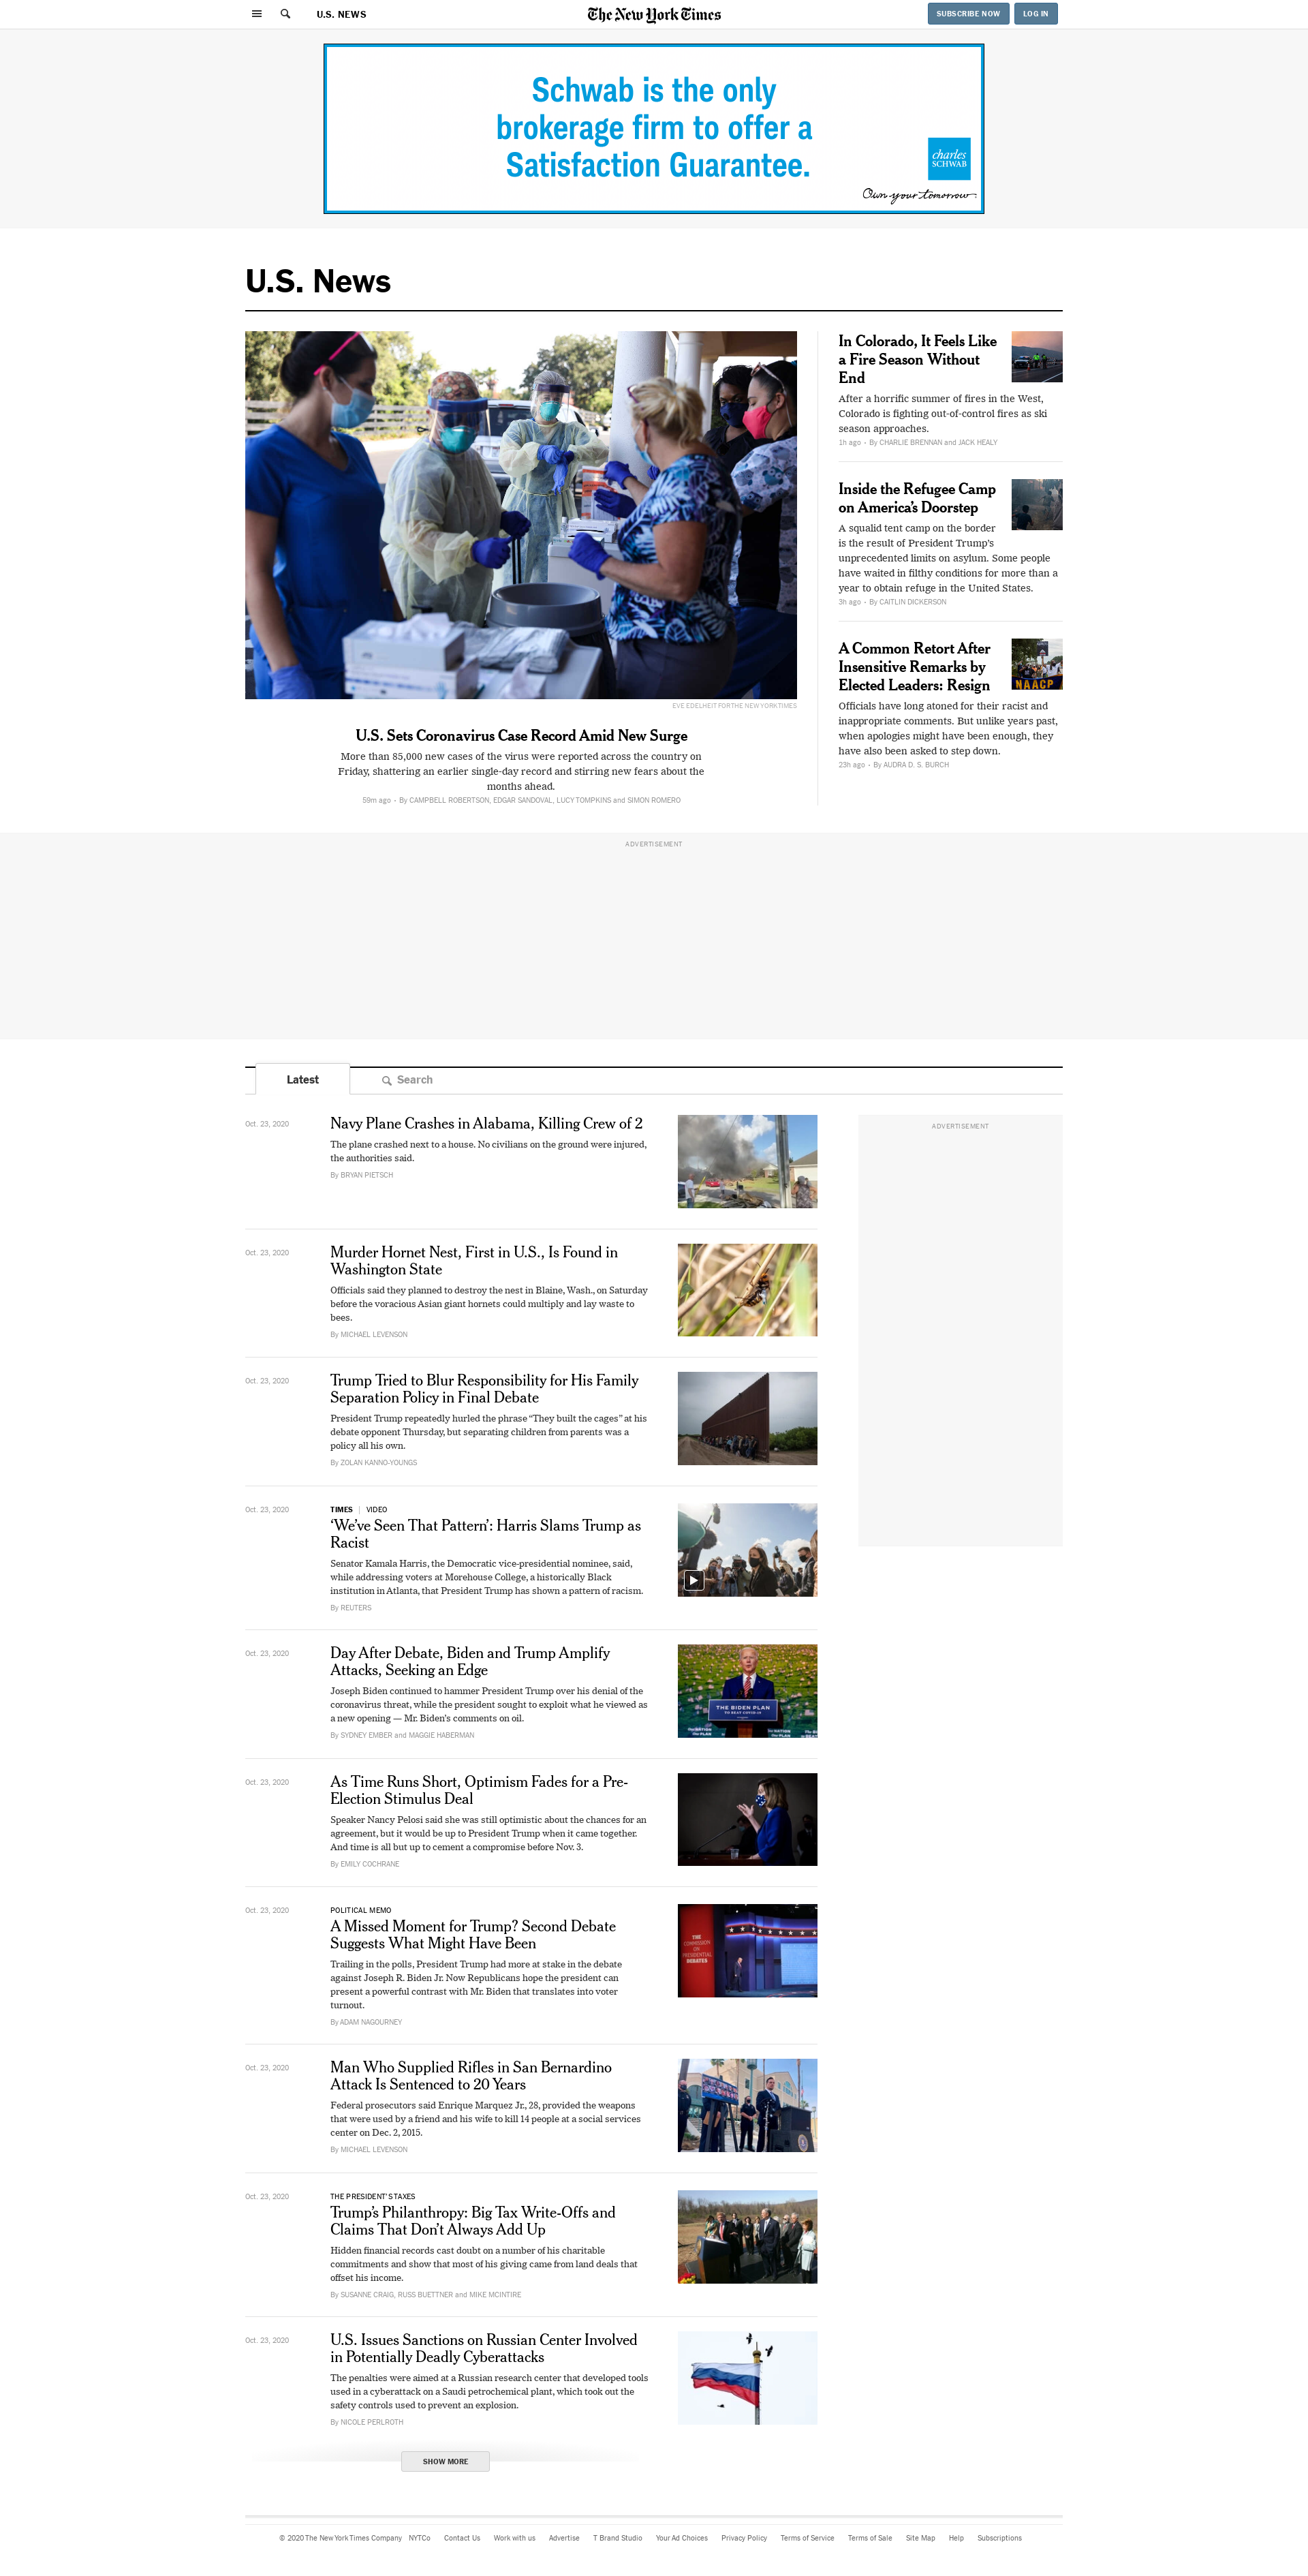 U.S. NEWS
The New York Times
SUBSCRIBE NOW
LOG IN
Schwab is the only
brokerage firm to offer a
Satisfaction Guarantee.
charles
SCHWAB
Own your tomorrow
U.S. News
EVE EDELHEIT FOR THE NEW YORK TIMES
U.S. Sets Coronavirus Case Record Amid New Surge
More than 85,000 new cases of the virus were reported across the country on
Friday, shattering an earlier single-day record and stirring new fears about the
months ahead.
59m ago - By CAMPBELL ROBERTSON, EDGAR SANDOVAL, LUCY TOMPKINS and SIMON ROMERO
In Colorado, It Feels Like
a Fire Season Without
End
After a horrific summer of fires in the West,
Colorado is fighting out-of-control fires as ski
season approaches.
1h ago - By CHARLIE BRENNAN and JACK HEALY
Inside the Refugee Camp
on America's Doorstep
A squalid tent camp on the border
is the result of President Trump's
unprecedented limits on asylum. Some people
have waited in filthy conditions for more than a
year to obtain refuge in the United States.
3h ago - By CAITLIN DICKERSON
A Common Retort After
Insensitive Remarks by
Elected Leaders: Resign
NAACP
Officials have long atoned for their racist and
inappropriate comments. But unlike years past,
when apologies might have been enough, they
have also been asked to step down.
23h ago - By AUDRA D. S. BURCH
ADVERTISEMENT
Latest
Search
ADVERTISEMENT
Oct. 23, 2020
Navy Plane Crashes in Alabama, Killing Crew of 2
The plane crashed next to a house. No civilians on the ground were injured,
the authorities said.
By BRYAN PIETSCH
Oct. 23, 2020
Murder Hornet Nest, First in U.S., Is Found in
Washington State
Officials said they planned to destroy the nest in Blaine, Wash., on Saturday
before the voracious Asian giant hornets could multiply and lay waste to
bees.
By MICHAEL LEVENSON
Oct. 23, 2020
Trump Tried to Blur Responsibility for His Family
Separation Policy in Final Debate
President Trump repeatedly hurled the phrase “They built the cages” at his
debate opponent Thursday, but separating children from parents was a
policy all his own.
By ZOLAN KANNO-YOUNGS
Oct. 23, 2020
TIMES | VIDEO
‘We’ve Seen That Pattern’: Harris Slams Trump as
Racist
Senator Kamala Harris, the Democratic vice-presidential nominee, said,
while addressing voters at Morehouse College, a historically Black
institution in Atlanta, that President Trump has shown a pattern of racism.
By REUTERS
Oct. 23, 2020
Day After Debate, Biden and Trump Amplify
Attacks, Seeking an Edge
Joseph Biden continued to hammer President Trump over his denial of the
coronavirus threat, while the president sought to exploit what he viewed as
a new opening — Mr. Biden’s comments on oil.
By SYDNEY EMBER and MAGGIE HABERMAN
THE BIDEN PLAN
TO BEAT COVID-19
Oct. 23, 2020
As Time Runs Short, Optimism Fades for a Pre-
Election Stimulus Deal
Speaker Nancy Pelosi said she was still optimistic about the chances for an
agreement, but it would be up to President Trump when it came together.
And time is all but up to cement a compromise before Nov. 3.
By EMILY COCHRANE
Oct. 23, 2020
POLITICAL MEMO
A Missed Moment for Trump? Second Debate
Suggests What Might Have Been
Trailing in the polls, President Trump had more at stake in the debate
against Joseph R. Biden Jr. Now Republicans hope the president can
present a powerful contrast with Mr. Biden that translates into voter
turnout.
By ADAM NAGOURNEY
THE
COMMISSION ON
PRESIDENTIAL
DEBATES
Oct. 23, 2020
Man Who Supplied Rifles in San Bernardino
Attack Is Sentenced to 20 Years
Federal prosecutors said Enrique Marquez Jr., 28, provided the weapons
that were used by a friend and his wife to kill 14 people at a social services
center on Dec. 2, 2015.
By MICHAEL LEVENSON
Oct. 23, 2020
THE PRESIDENT’S TAXES
Trump’s Philanthropy: Big Tax Write-Offs and
Claims That Don’t Always Add Up
Hidden financial records cast doubt on a number of his charitable
commitments and show that most of his giving came from land deals that
offset his income.
By SUSANNE CRAIG, RUSS BUETTNER and MIKE MCINTIRE
Oct. 23, 2020
U.S. Issues Sanctions on Russian Center Involved
in Potentially Deadly Cyberattacks
The penalties were aimed at a Russian research center that developed tools
used in a cyberattack on a Saudi petrochemical plant, which took out the
safety controls used to prevent an explosion.
By NICOLE PERLROTH
SHOW MORE
© 2020 The New York Times Company NYTCo Contact Us Work with us Advertise T Brand Studio Your Ad Choices Privacy Policy Terms of Service Terms of Sale Site Map Help Subscriptions